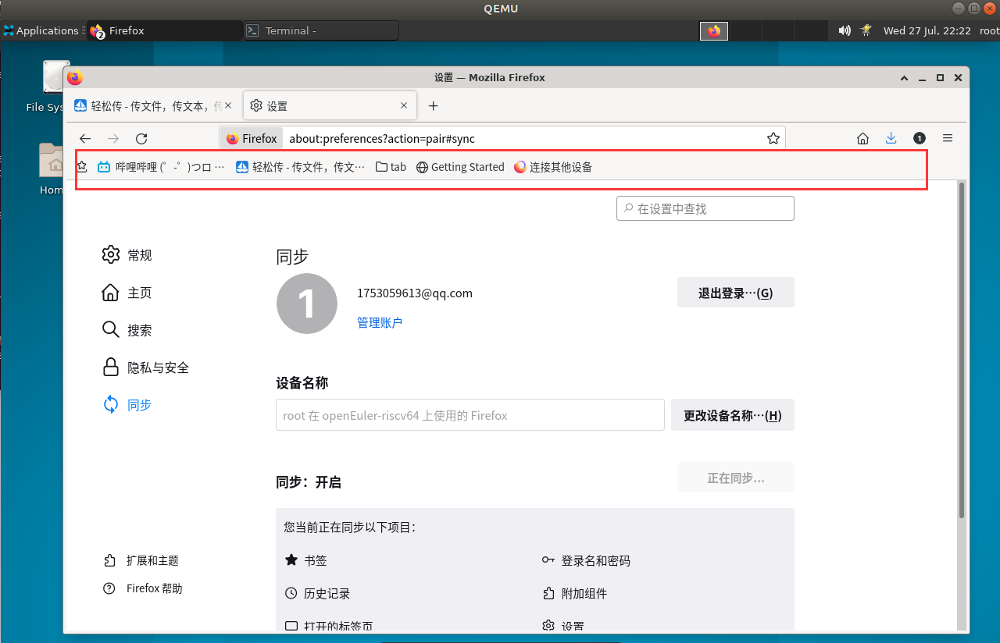 QEMU
Applications
2
Firefox
Terminal -
Wed 27 Jul, 22:22
root
File Sys
Hom
设置 — Mozilla Firefox
轻松传 - 传文件，传文本，传
设置
Firefox
about:preferences?action=pair#sync
1
哔哩哔哩 (゜-゜)つロ …
轻松传 - 传文件，传文…
tab
Getting Started
连接其他设备
在设置中查找
常规
主页
搜索
隐私与安全
同步
扩展和主题
Firefox 帮助
同步
1
1753059613@qq.com
管理账户
退出登录…(G)
设备名称
root 在 openEuler-riscv64 上使用的 Firefox
更改设备名称…(H)
同步：开启
正在同步…
您当前正在同步以下项目：
书签
登录名和密码
历史记录
附加组件
打开的标签页
设置